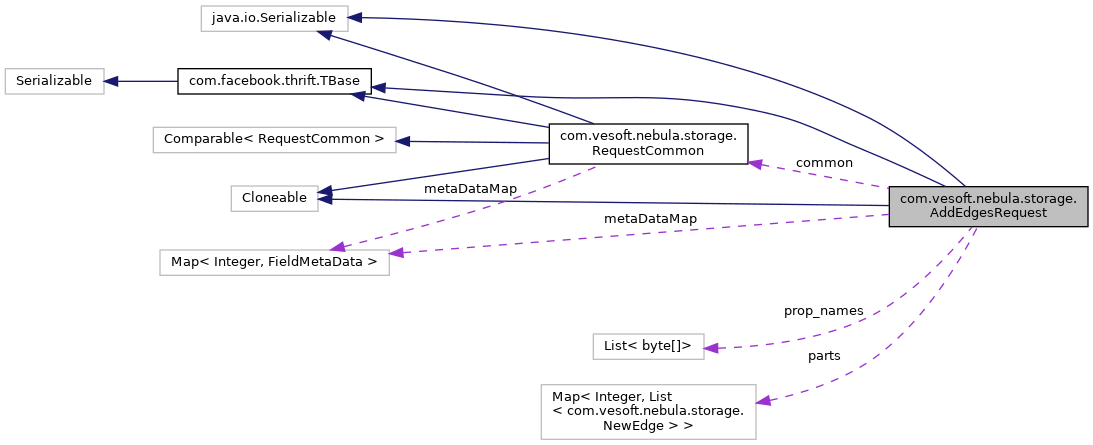 java.io.Serializable
Serializable
com.facebook.thrift.TBase
Comparable< RequestCommon >
com.vesoft.nebula.storage.
RequestCommon
common
Cloneable
metaDataMap
com.vesoft.nebula.storage.
AddEdgesRequest
metaDataMap
Map< Integer, FieldMetaData >
prop_names
List< byte[]>
parts
Map< Integer, List
< com.vesoft.nebula.storage.
NewEdge > >